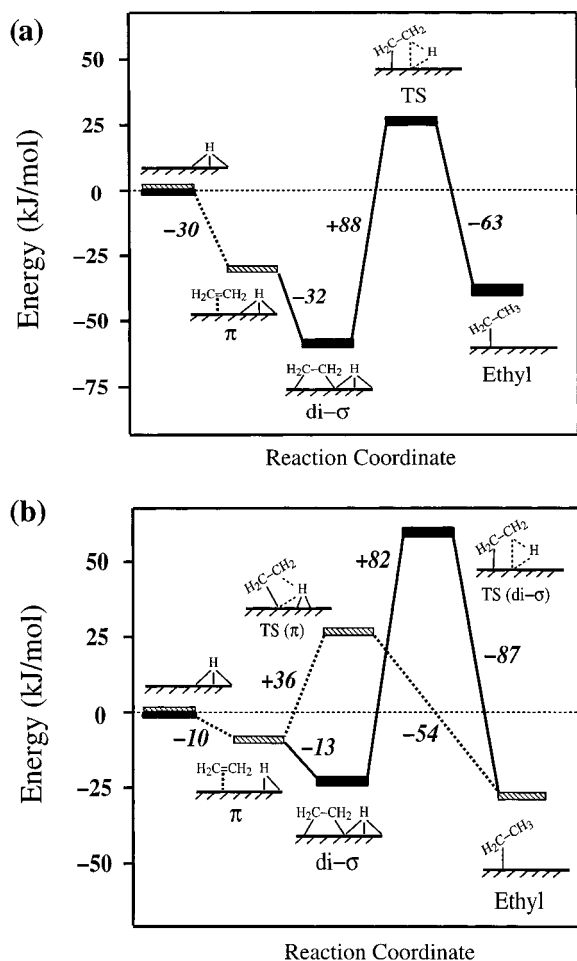 (a)
50
25
0
−25
−50
−75
Energy (kJ/mol)
H
−30
H2C=CH2 H
π
−32
H2C−CH2 H
di−σ
+88
H2C−CH2 H
TS
−63
H2C−CH3
Ethyl
Reaction Coordinate
(b)
50
25
0
−25
−50
Energy (kJ/mol)
H
−10
H2C=CH2 H
π
+36
H2C−CH2 H
TS (π)
−13
H2C−CH2 H
di−σ
+82
−54
−87
H2C−CH2 H
TS (di−σ)
H2C−CH3
Ethyl
Reaction Coordinate